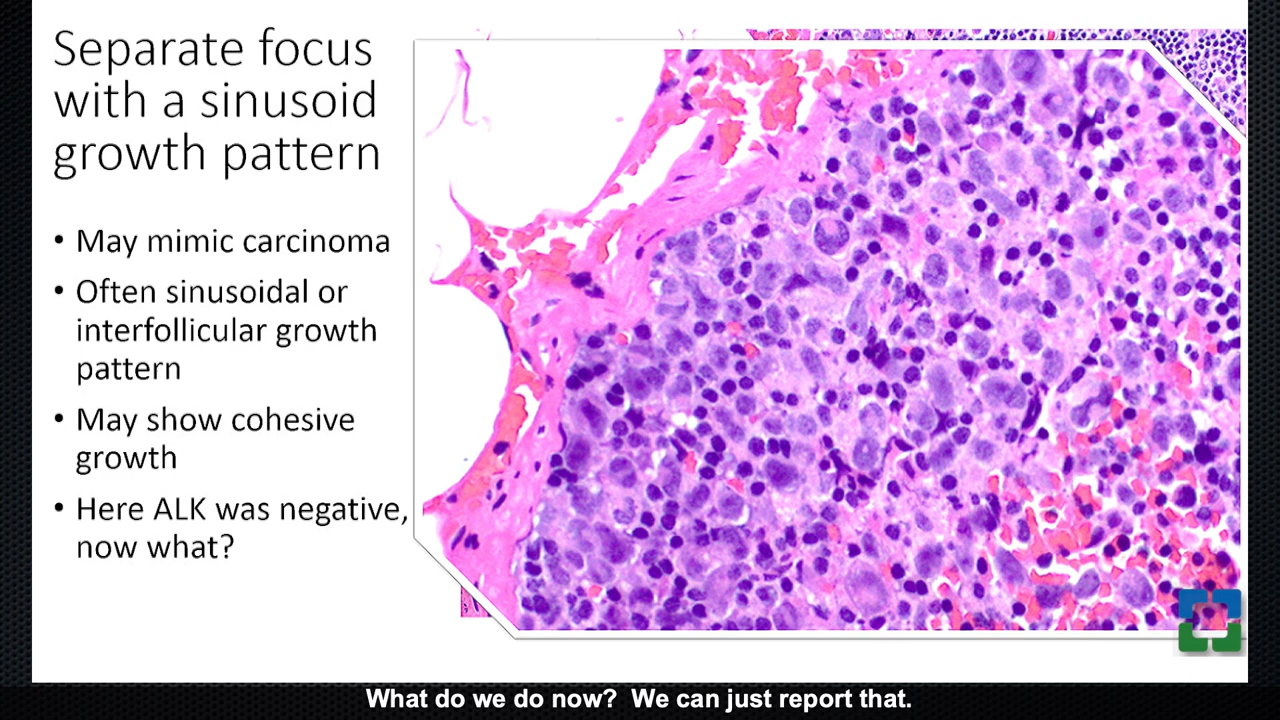 Separate focus
with a sinusoid
growth pattern
• May mimic carcinoma
• Often sinusoidal or
interfollicular growth
pattern
• May show cohesive
growth
• Here ALK was negative,
now what?
What do we do now?  We can just report that.